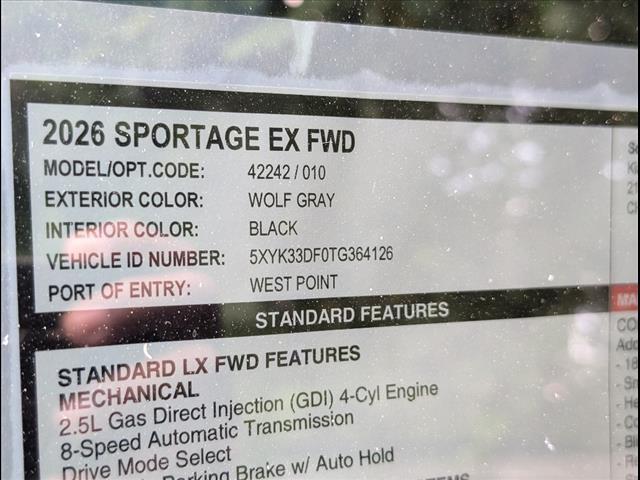 2026 SPORTAGE EX FWD
MODEL/OPT.CODE: 42242 / 010
EXTERIOR COLOR: WOLF GRAY
INTERIOR COLOR: BLACK
VEHICLE ID NUMBER: 5XYK33DF0TG364126
PORT OF ENTRY: WEST POINT
STANDARD FEATURES
STANDARD LX FWD FEATURES
MECHANICAL
2.5L Gas Direct Injection (GDI) 4-Cyl Engine
8-Speed Automatic Transmission
Drive Mode Select
Parking Brake w/ Auto Hold